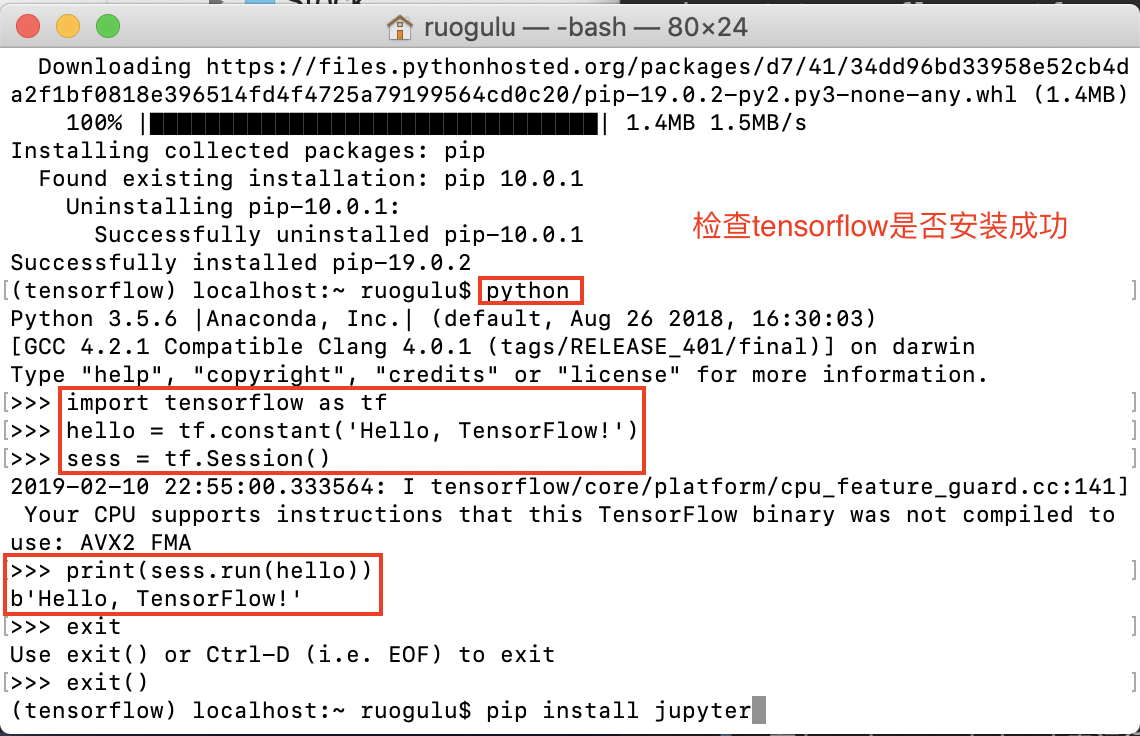 ruogulu — -bash — 80×24
Downloading https://files.pythonhosted.org/packages/d7/41/34dd96bd33958e52cb4d
a2f1bf0818e396514fd4f4725a79199564cd0c20/pip-19.0.2-py2.py3-none-any.whl (1.4MB)
100% |████████████████████████████████| 1.4MB 1.5MB/s
Installing collected packages: pip
Found existing installation: pip 10.0.1
Uninstalling pip-10.0.1:
检查tensorflow是否安装成功
Successfully uninstalled pip-10.0.1
Successfully installed pip-19.0.2
[(tensorflow) localhost:~ ruogulu$ python ]
Python 3.5.6 |Anaconda, Inc.| (default, Aug 26 2018, 16:30:03)
[GCC 4.2.1 Compatible Clang 4.0.1 (tags/RELEASE_401/final)] on darwin
Type "help", "copyright", "credits" or "license" for more information.
[>>> import tensorflow as tf ]
[>>> hello = tf.constant('Hello, TensorFlow!') ]
[>>> sess = tf.Session() ]
2019-02-10 22:55:00.333564: I tensorflow/core/platform/cpu_feature_guard.cc:141]
Your CPU supports instructions that this TensorFlow binary was not compiled to
use: AVX2 FMA
[>>> print(sess.run(hello)) ]
b'Hello, TensorFlow!'
[>>> exit ]
Use exit() or Ctrl-D (i.e. EOF) to exit
[>>> exit() ]
(tensorflow) localhost:~ ruogulu$ pip install jupyter